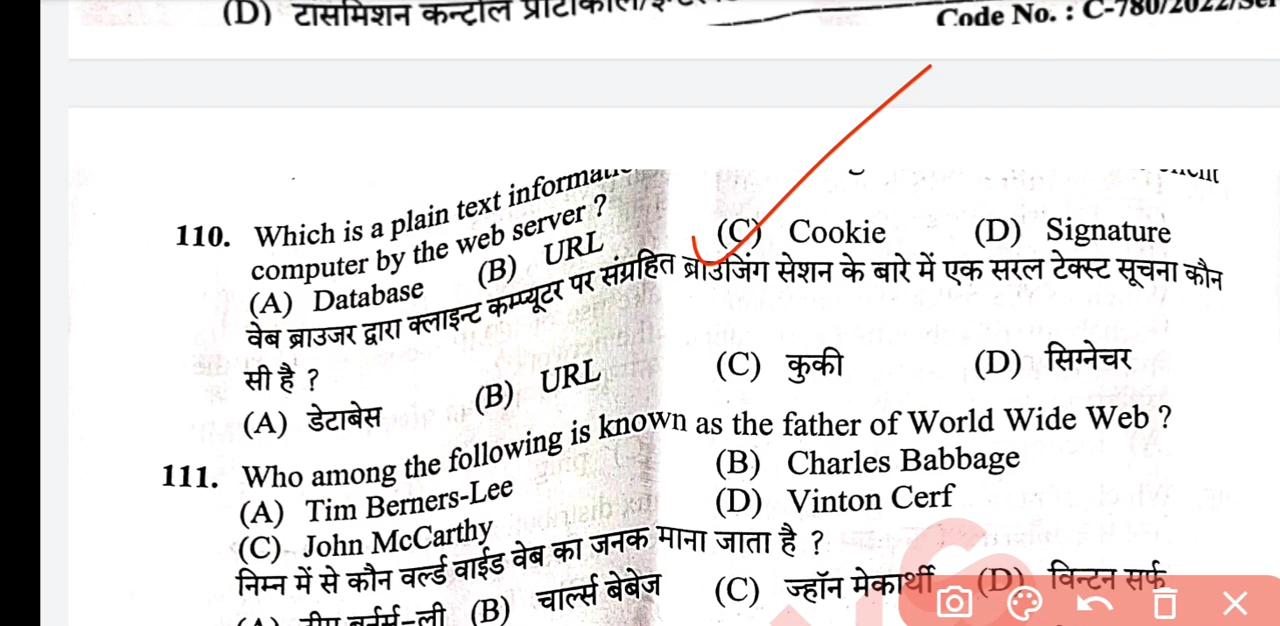 (D) टासमिशन कन्ट्रोल
Code No. : C-780/2022/
110. Which is a plain text
computer by the web server ?
(A) Database (B) URL (C) Cookie (D) Signature
वेब ब्राउजर द्वारा क्लाइन्ट कम्प्यूटर पर संग्रहित ब्राउजिंग सेशन के बारे में एक सरल टेक्स्ट सूचना कौन
सी है ?
(A) डेटाबेस (B) URL (C) कुकी (D) सिग्नेचर
111. Who among the following is known as the father of World Wide Web ?
(A) Tim Berners-Lee (B) Charles Babbage
(C) John McCarthy (D) Vinton Cerf
निम्न में से कौन वर्ल्ड वाईड वेब का जनक माना जाता है ?
(B) चार्ल्स बेबेज (C) ज्हॉन मेकार्थी (D) विन्टन सर्फ